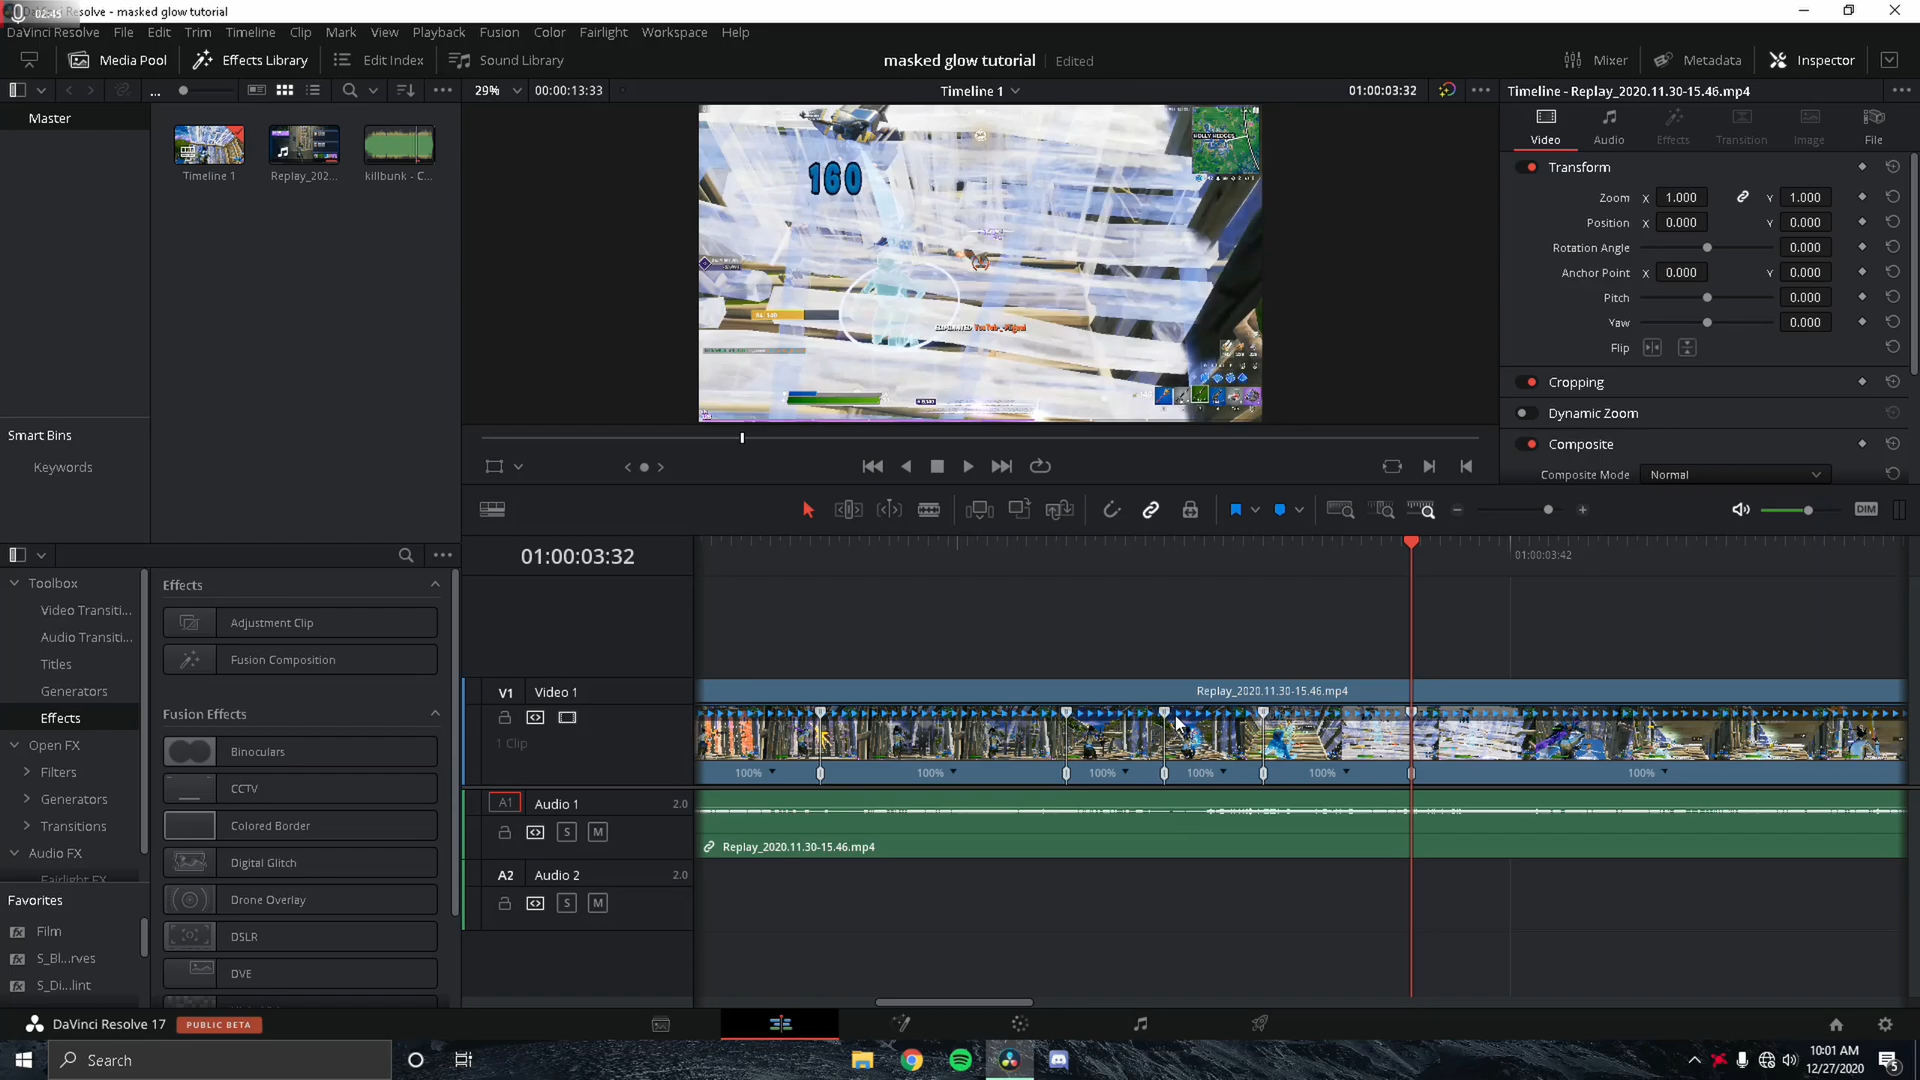 02:45 Resolve - masked glow tutorial
DaVinci Resolve File Edit Trim Timeline Clip Mark View Playback Fusion Color Fairlight Workspace Help
Media Pool Effects Library Edit Index Sound Library masked glow tutorial Edited Mixer Metadata Inspector
29% 00:00:13:33 Timeline 1 01:00:03:32 Timeline - Replay_2020.11.30-15.46.mp4
Master
Timeline 1 Replay_202... killbunk - C...
Video Audio Effects Transition Image File
Transform
Zoom X 1.000 Y 1.000
Position X 0.000 Y 0.000
Rotation Angle 0.000
Anchor Point X 0.000 Y 0.000
Pitch 0.000
Yaw 0.000
Flip
Cropping
Dynamic Zoom
Composite
Composite Mode Normal
160
HOLLY HEDGES
ELIMINATED
Smart Bins
Keywords
DIM
01:00:03:32
01:00:03:42
Toolbox
Video Transiti...
Audio Transiti...
Titles
Generators
Effects
Open FX
Filters
Generators
Transitions
Audio FX
Fairlight FX
Favorites
Film
S_Bl...rves
S_Di...lint
Effects
Adjustment Clip
Fusion Composition
Fusion Effects
Binoculars
CCTV
Colored Border
Digital Glitch
Drone Overlay
DSLR
DVE
V1 Video 1
1 Clip
Replay_2020.11.30-15.46.mp4
100% 100% 100% 100% 100% 100%
A1 Audio 1 2.0
S M
Replay_2020.11.30-15.46.mp4
A2 Audio 2 2.0
S M
DaVinci Resolve 17 PUBLIC BETA
Search
10:01 AM
12/27/2020
5